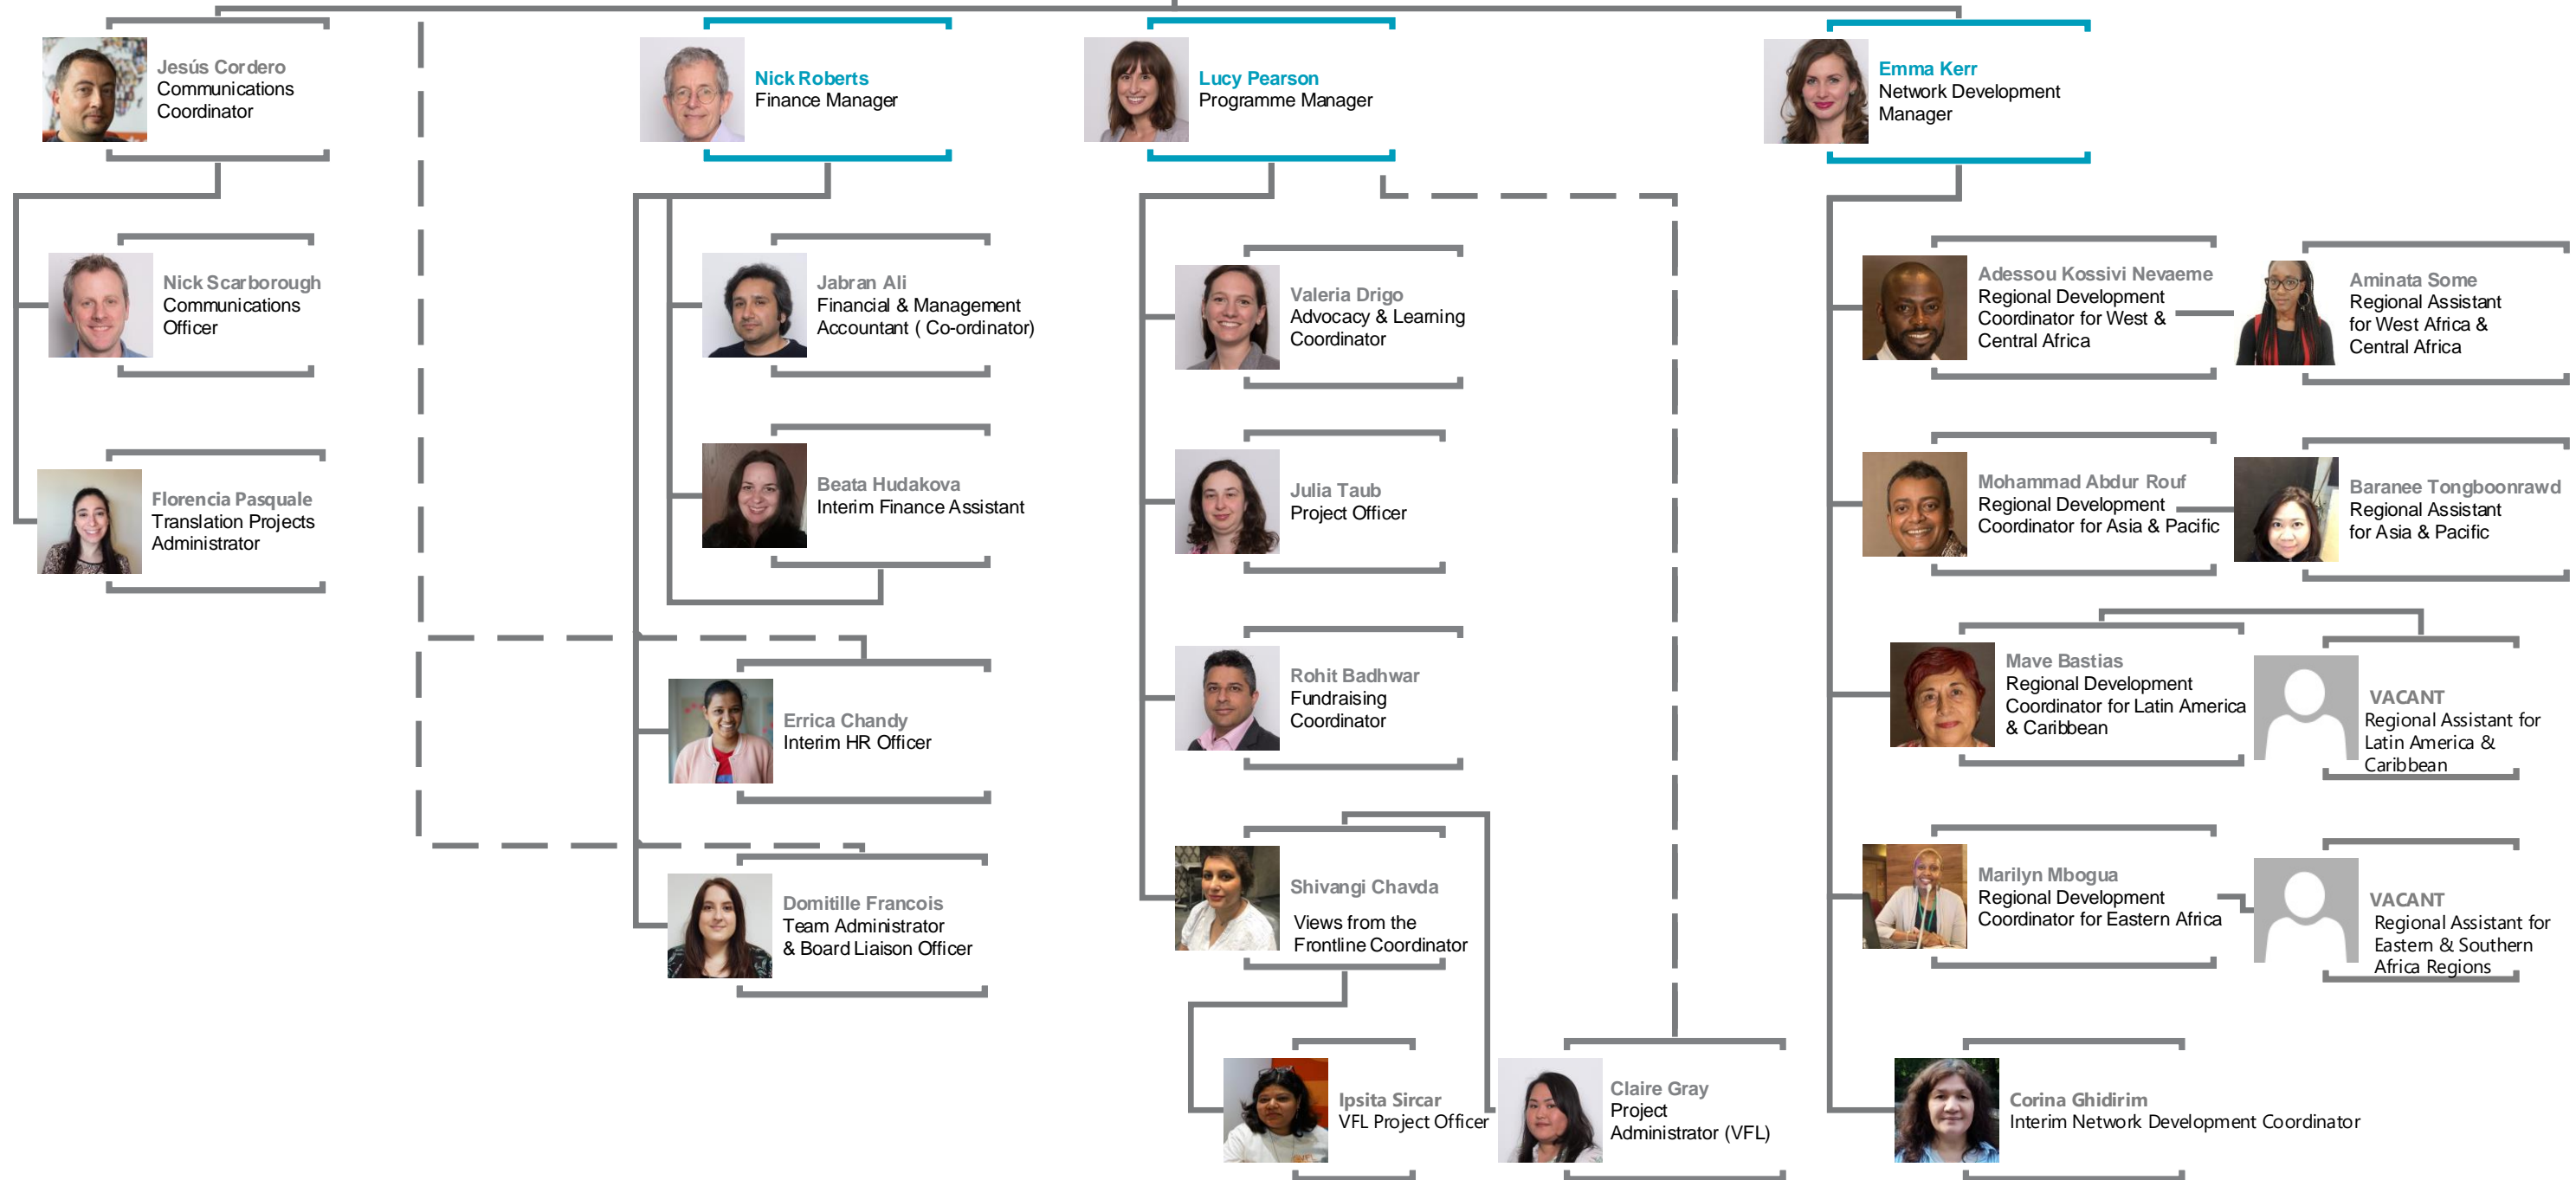 Jesús Cordero
Communications
Coordinator
Nick Roberts
Finance Manager
Lucy Pearson
Programme Manager
Emma Kerr
Network Development
Manager
Nick Scarborough
Communications
Officer
Florencia Pasquale
Translation Projects
Administrator
Jabran Ali
Financial & Management
Accountant ( Co-ordinator)
Beata Hudakova
Interim Finance Assistant
Errica Chandy
Interim HR Officer
Domitille Francois
Team Administrator
& Board Liaison Officer
Valeria Drigo
Advocacy & Learning
Coordinator
Julia Taub
Project Officer
Rohit Badhwar
Fundraising
Coordinator
Shivangi Chavda
Views from the
Frontline Coordinator
Ipsita Sircar
VFL Project Officer
Claire Gray
Project
Administrator (VFL)
Adessou Kossivi Nevaeme
Regional Development
Coordinator for West &
Central Africa
Aminata Some
Regional Assistant
for West Africa &
Central Africa
Mohammad Abdur Rouf
Regional Development
Coordinator for Asia & Pacific
Baranee Tongboonrawd
Regional Assistant
for Asia & Pacific
Mave Bastias
Regional Development
Coordinator for Latin America
& Caribbean
VACANT
Regional Assistant for
Latin America &
Caribbean
Marilyn Mbogua
Regional Development
Coordinator for Eastern Africa
VACANT
Regional Assistant for
Eastern & Southern
Africa Regions
Corina Ghidirim
Interim Network Development Coordinator